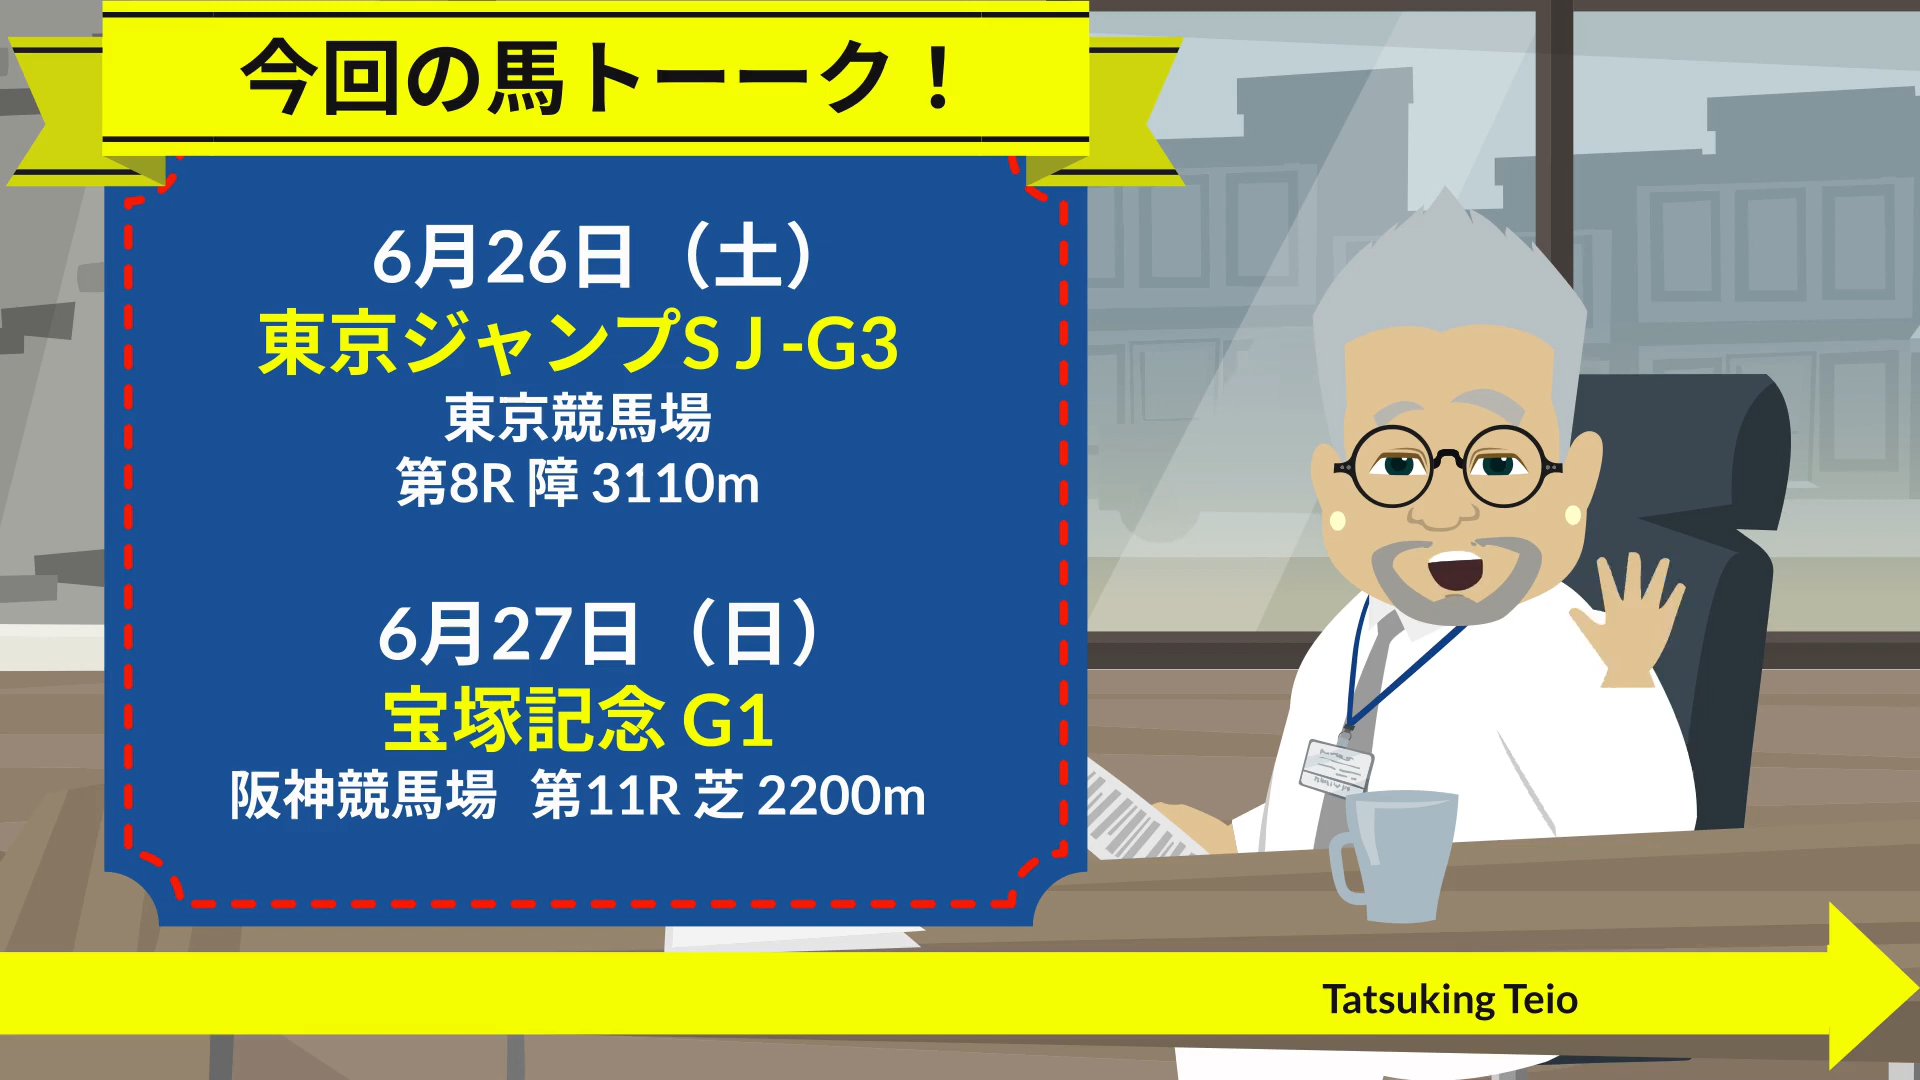 今回の馬トーーク！
6月26日（土）
東京ジャンプS J -G3
東京競馬場
第8R 障 3110m
6月27日（日）
宝塚記念 G1
阪神競馬場 第11R 芝 2200m
Tatsuking Teio